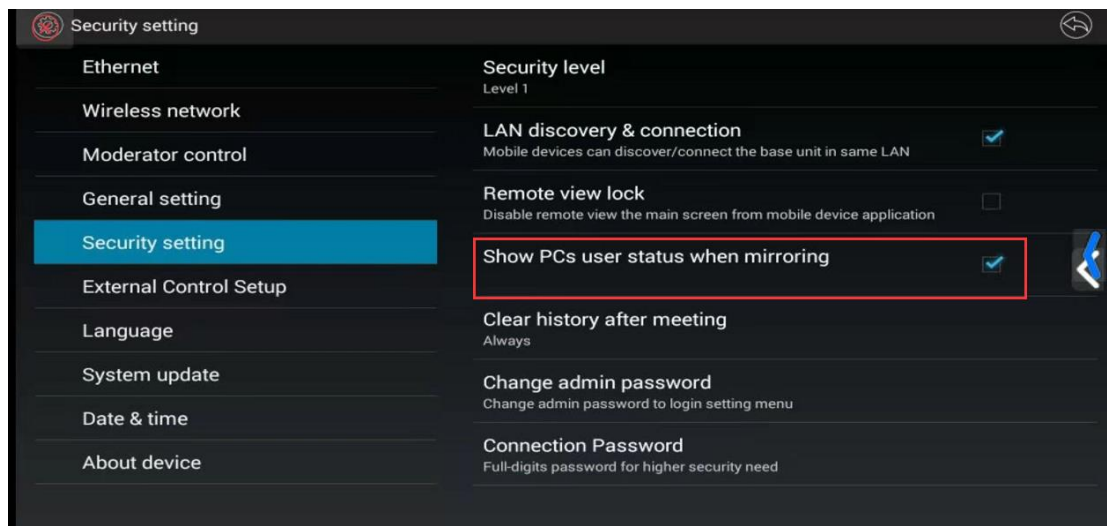 Security setting
Ethernet
Wireless network
Moderator control
General setting
Security setting
External Control Setup
Language
System update
Date & time
About device
Security level
Level 1
LAN discovery & connection
Mobile devices can discover/connect the base unit in same LAN
Remote view lock
Disable remote view the main screen from mobile device application
Show PCs user status when mirroring
Clear history after meeting
Always
Change admin password
Change admin password to login setting menu
Connection Password
Full-digits password for higher security need